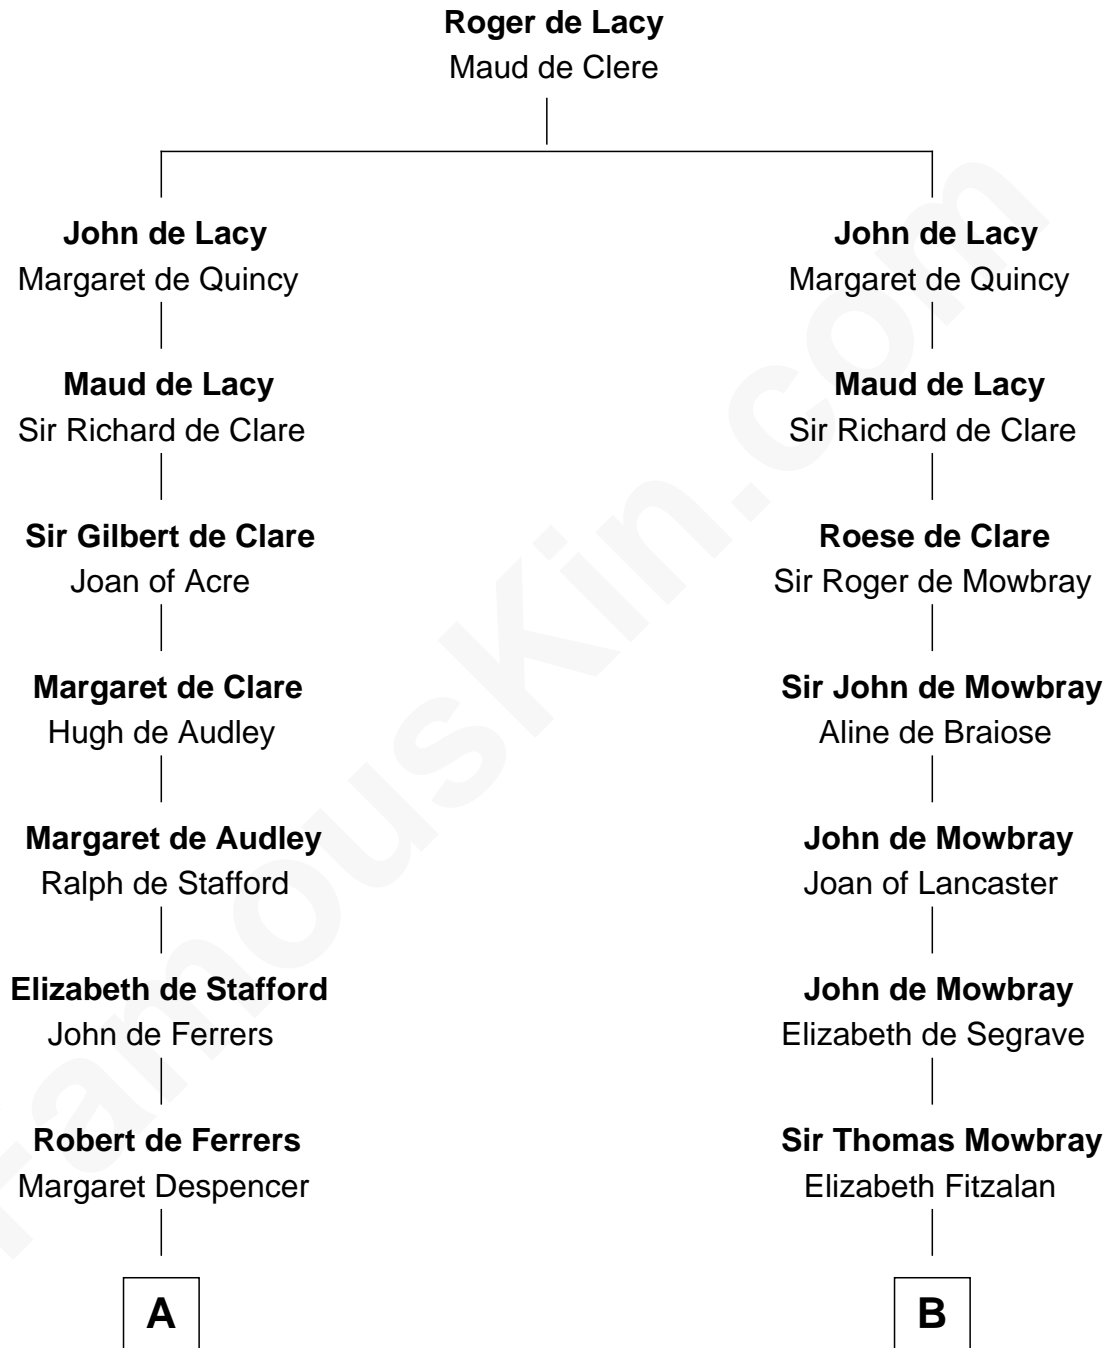 Roger de Lacy
Maud de Clere
John de Lacy
Margaret de Quincy
Maud de Lacy
Sir Richard de Clare
Sir Gilbert de Clare
Joan of Acre
Margaret de Clare
Hugh de Audley
Margaret de Audley
Ralph de Stafford
Elizabeth de Stafford
John de Ferrers
Robert de Ferrers
Margaret Despencer
A
John de Lacy
Margaret de Quincy
Maud de Lacy
Sir Richard de Clare
Roese de Clare
Sir Roger de Mowbray
Sir John de Mowbray
Aline de Braiose
John de Mowbray
Joan of Lancaster
John de Mowbray
Elizabeth de Segrave
Sir Thomas Mowbray
Elizabeth Fitzalan
B
FamousKin.com